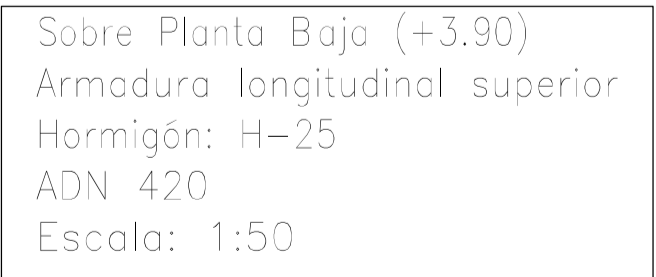 Sobre Planta Baja (+3.90)
Armadura longitudinal superior
Hormigón: H-25
ADN 420
Escala: 1:50